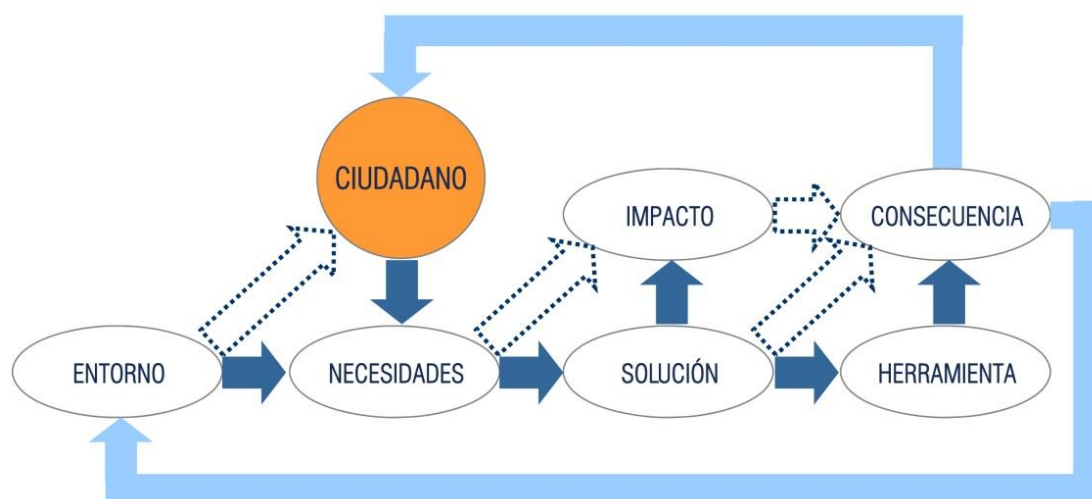 CIUDADANO
IMPACTO
CONSECUENCIA
ENTORNO
NECESIDADES
SOLUCIÓN
HERRAMIENTA